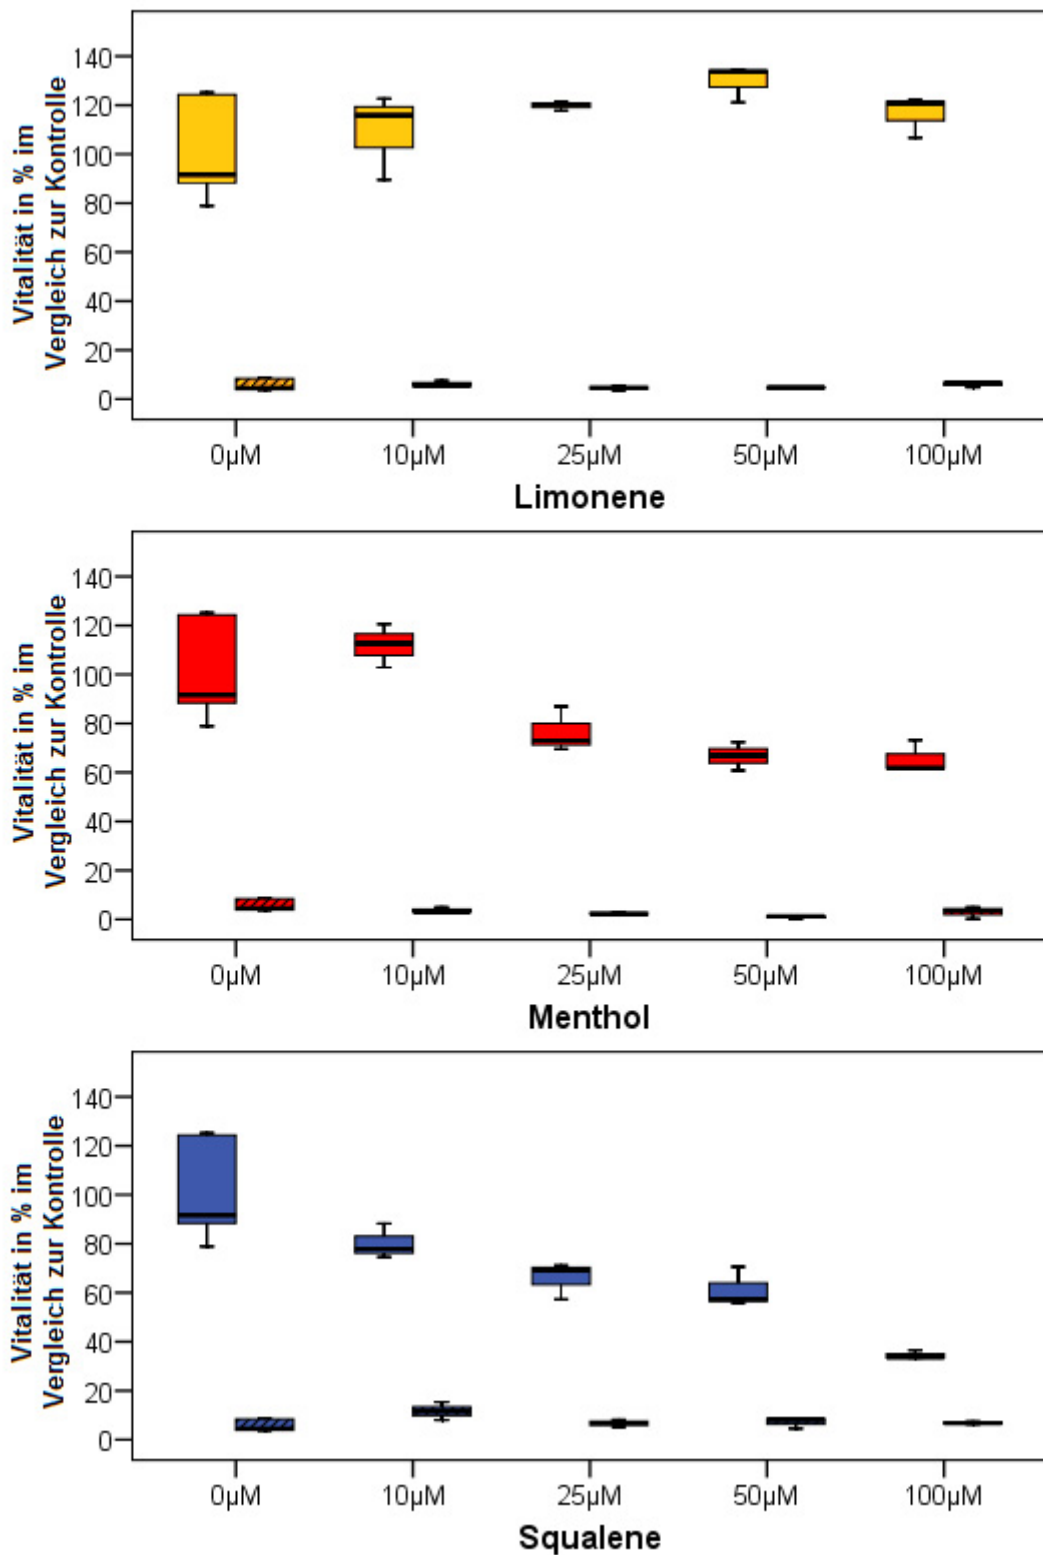 Vitalität in % im
Vergleich zur Kontrolle
140
120
100
80
60
40
20
0
0µM 10µM 25µM 50µM 100µM
Limonene
Vitalität in % im
Vergleich zur Kontrolle
140
120
100
80
60
40
20
0
0µM 10µM 25µM 50µM 100µM
Menthol
Vitalität in % im
Vergleich zur Kontrolle
140
120
100
80
60
40
20
0
0µM 10µM 25µM 50µM 100µM
Squalene